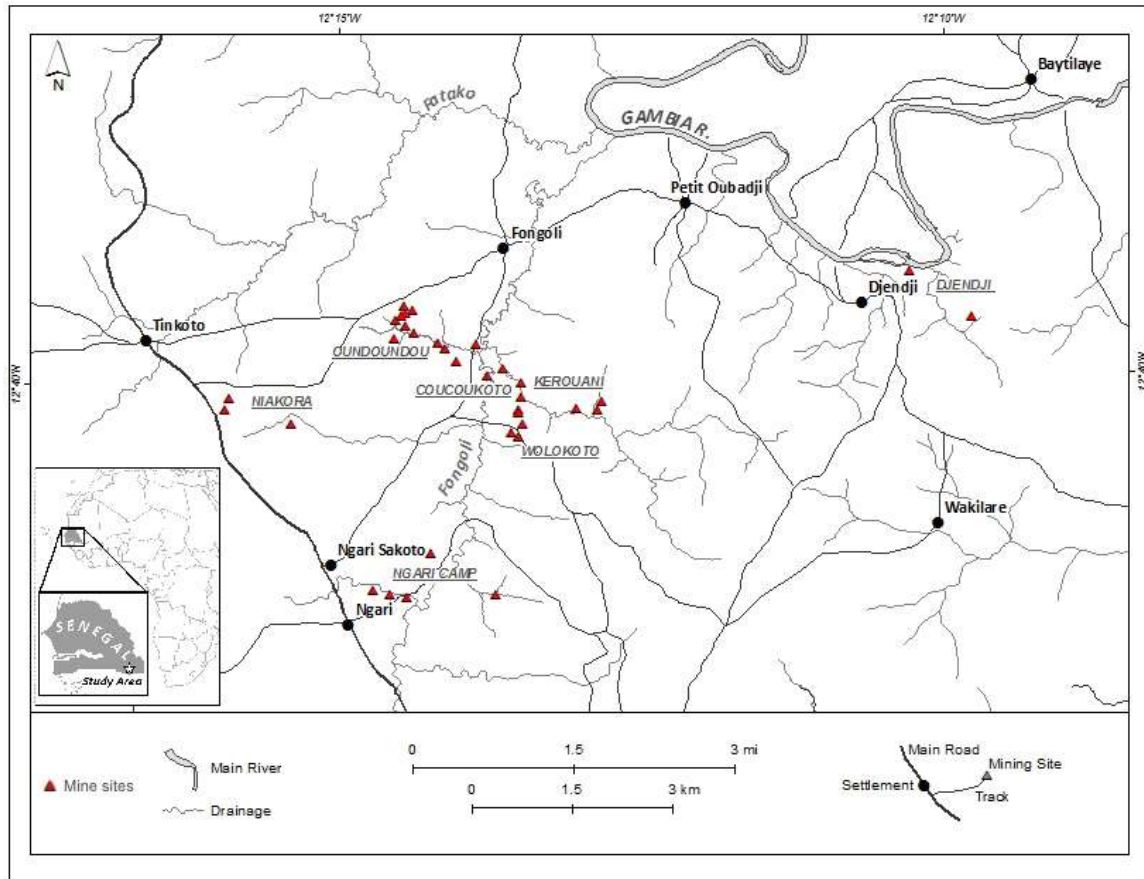 12°15'W
12°10'W
N
Baytilaye
Fatako
GAMBIA R.
Petit Oubadji
Fongoli
Djendji
DJENDJI
Tinkoto
OUNDOUNDOU
12°40'W
12°40'W
COUCOUKOTO
KEROUANI
NIAKORA
WOLOKOTO
Fongoli
Wakilare
Ngari Sakoto
NGARI CAMP
Ngari
SENEGAL
Study Area
0 1.5 3 mi
Main Road
Main River
Mining Site
Mine sites
Settlement
Track
0 1.5 3 km
Drainage